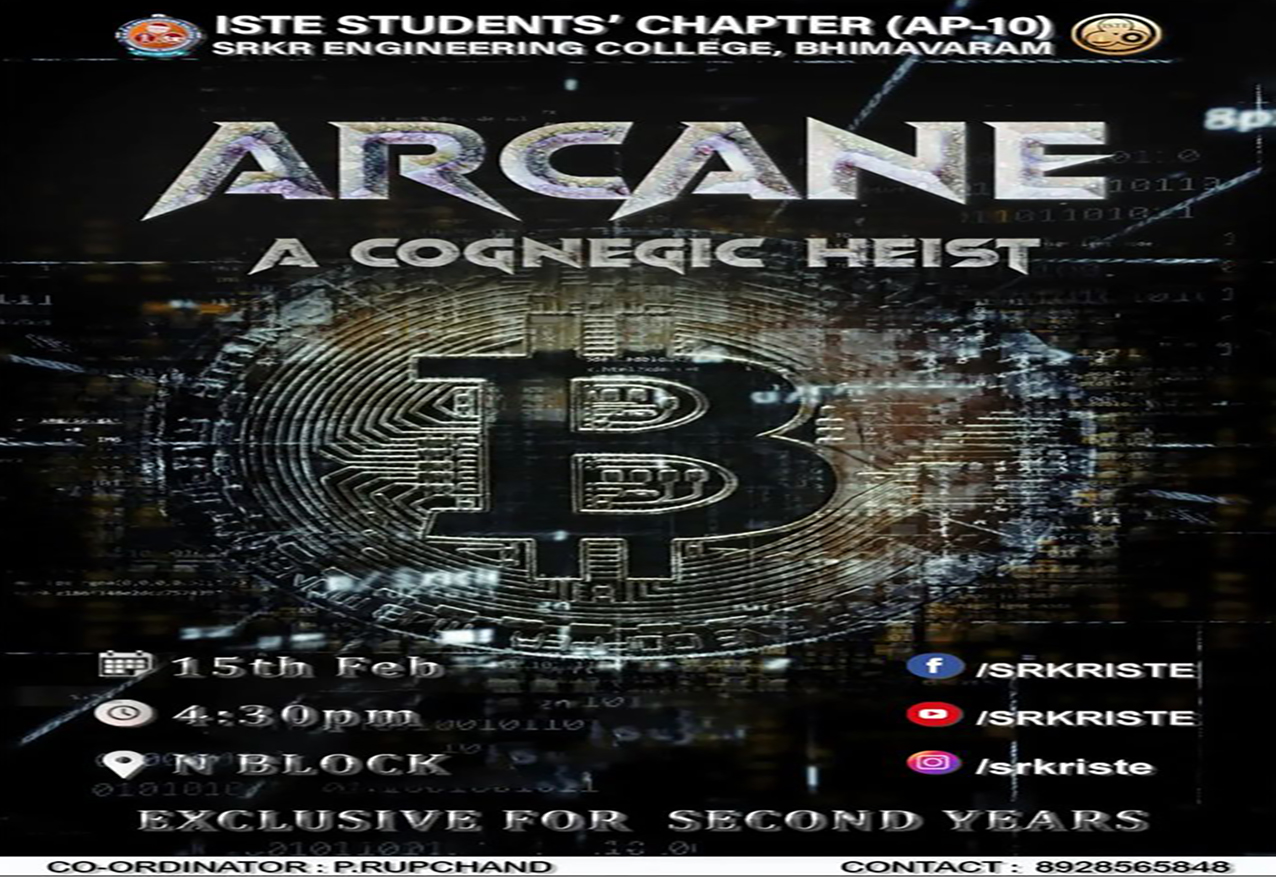 ISTE STUDENTS' CHAPTER (AP-10)
SRKR ENGINEERING COLLEGE, BHIMAVARAM
ARCANE
A COGNEGIC HEIST
15th Feb
4:30pm
N BLOCK
/SRKRISTE
/SRKRISTE
/srkriste
EXCLUSIVE FOR SECOND YEARS
CO-ORDINATOR : P.RUPCHAND
CONTACT : 8928565848